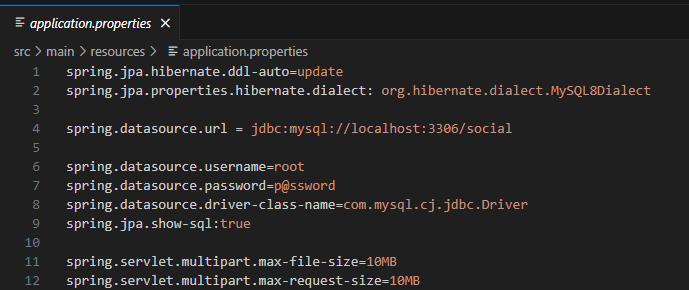 application.properties
src > main > resources > application.properties
1 spring.jpa.hibernate.ddl-auto=update
2 spring.jpa.properties.hibernate.dialect: org.hibernate.dialect.MySQL8Dialect
3
4 spring.datasource.url = jdbc:mysql://localhost:3306/social
5
6 spring.datasource.username=root
7 spring.datasource.password=p@ssword
8 spring.datasource.driver-class-name=com.mysql.cj.jdbc.Driver
9 spring.jpa.show-sql:true
10
11 spring.servlet.multipart.max-file-size=10MB
12 spring.servlet.multipart.max-request-size=10MB